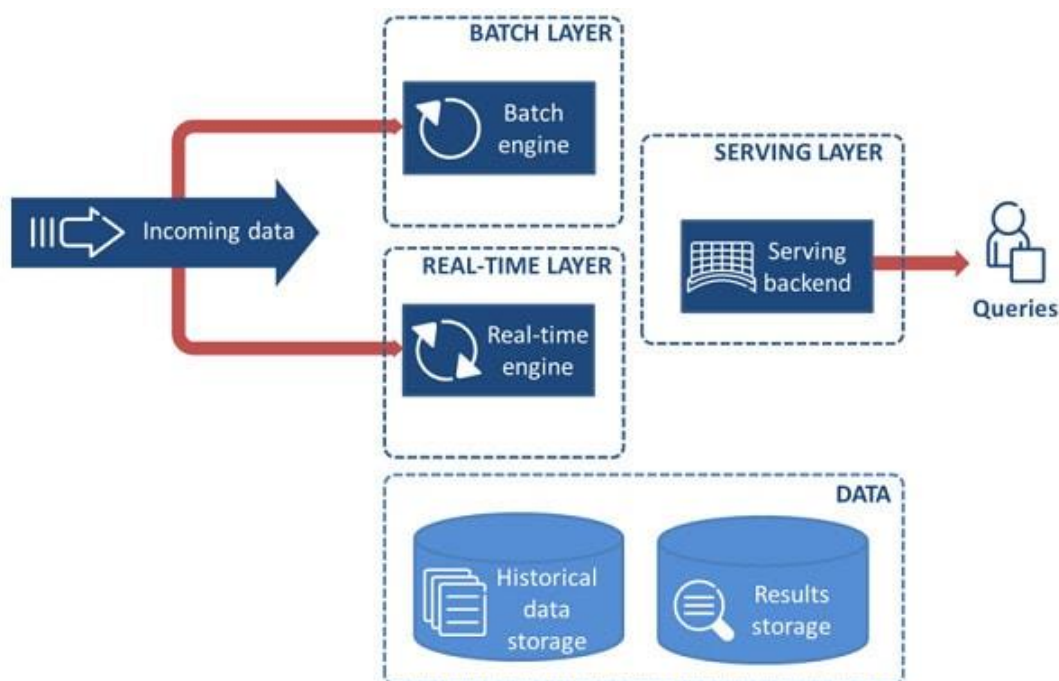 BATCH LAYER
Batch
engine
Incoming data
REAL-TIME LAYER
Real-time
engine
SERVING LAYER
Serving
backend
Queries
DATA
Historical
data
storage
Results
storage